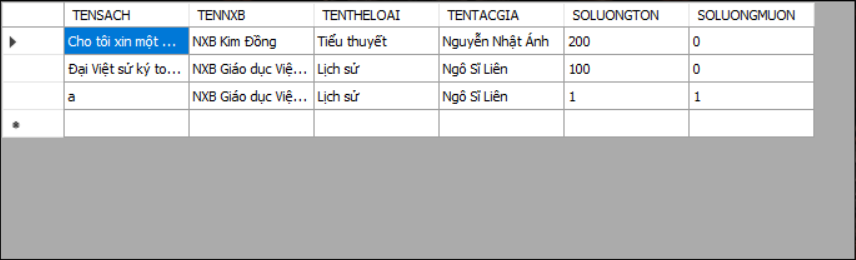 TENSACH TENNXB TENTHELOAI TENTACGIA SOLUONGTON SOLUONGMUON
Cho tôi xin một ... NXB Kim Đồng Tiểu thuyết Nguyễn Nhật Ánh 200 0
Đại Việt sử ký to... NXB Giáo dục Việ... Lịch sử Ngô Sĩ Liên 100 0
a NXB Giáo dục Việ... Lịch sử Ngô Sĩ Liên 1 1